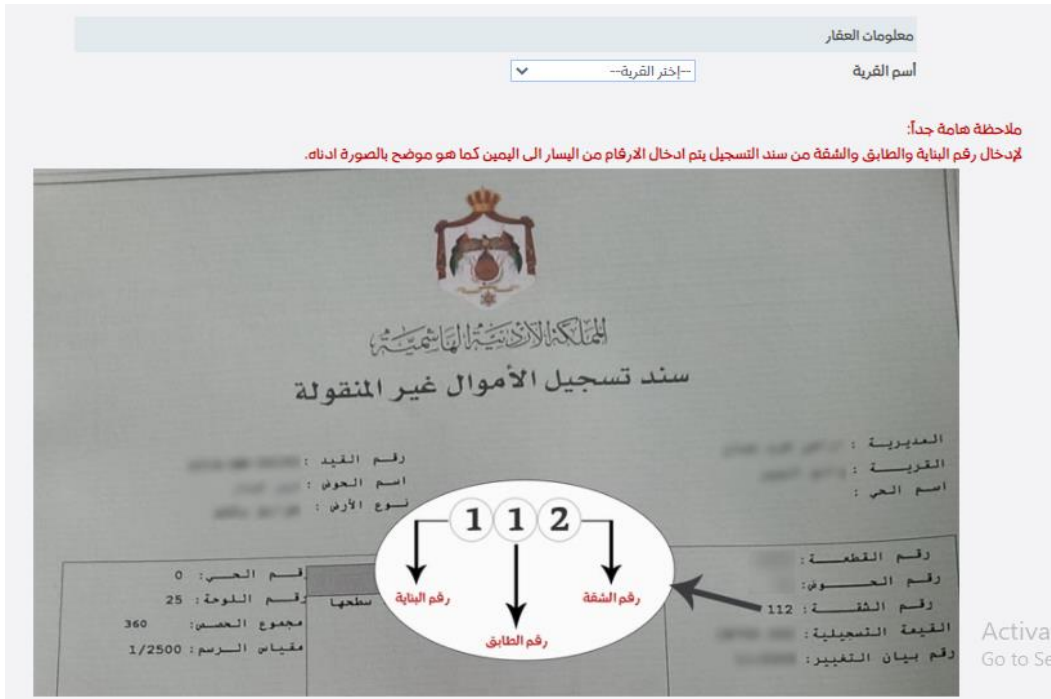 معلومات العقار
أسم القرية
--إختر القرية--
ملاحظة هامة جداً:
لإدخال رقم البناية والطابق والشقة من سند التسجيل يتم ادخال الارقام من اليسار الى اليمين كما هو موضح بالصورة ادناه.
المملكة الأردنية الهاشمية
سند تسجيل الأموال غير المنقولة
المديرية :
القرية :
اسم الحي :
رقم القيد :
اسم الحوض :
نوع الأرض :
1 1 2
رقم البناية
رقم الطابق
رقم الشقة
رقم القطعة :
رقم الحوض:
رقم الشقة : 112
القيمة التسجيلية:
رقم بيان التغيير:
سطحها
رقم الحي: 0
رقم اللوحة: 25
مجموع الحصص: 360
مقياس الرسم: 1/2500
Activa
Go to Se